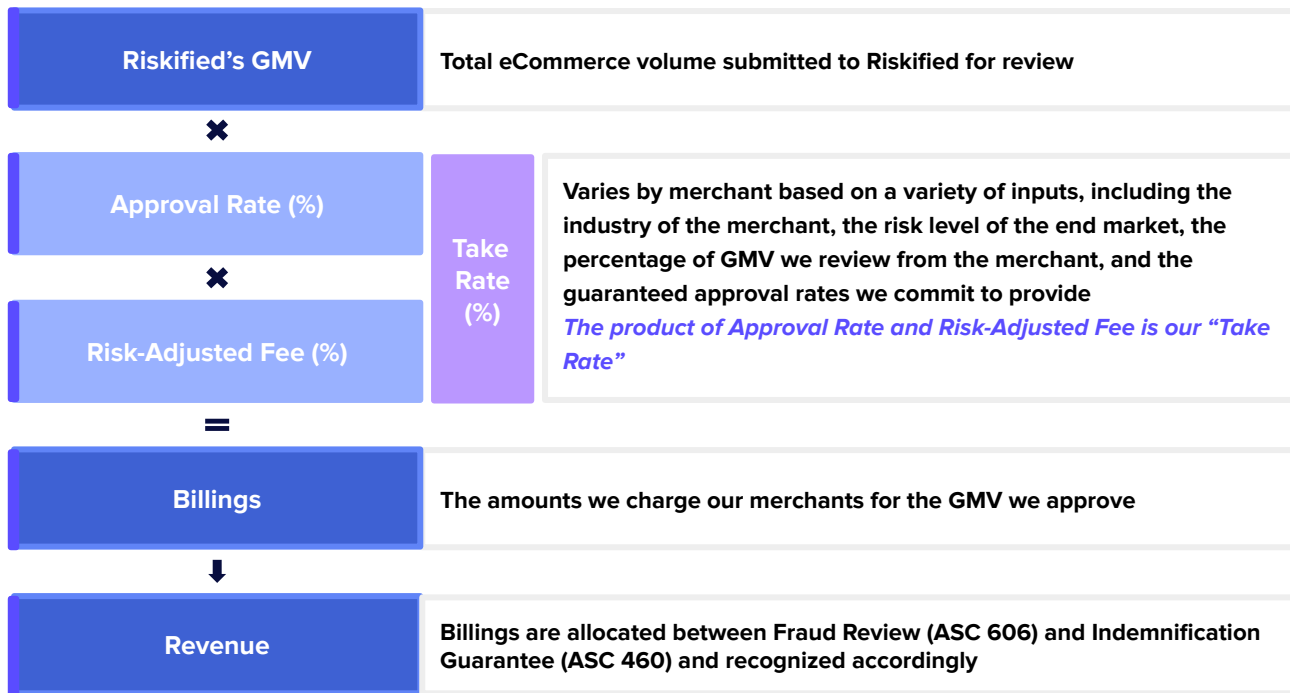 Riskified's GMV
Total eCommerce volume submitted to Riskified for review
✖
Approval Rate (%)
✖
Risk-Adjusted Fee (%)
Take
Rate
(%)
Varies by merchant based on a variety of inputs, including the
industry of the merchant, the risk level of the end market, the
percentage of GMV we review from the merchant, and the
guaranteed approval rates we commit to provide
The product of Approval Rate and Risk-Adjusted Fee is our “Take
Rate”
=
Billings
The amounts we charge our merchants for the GMV we approve
Revenue
Billings are allocated between Fraud Review (ASC 606) and Indemnification
Guarantee (ASC 460) and recognized accordingly